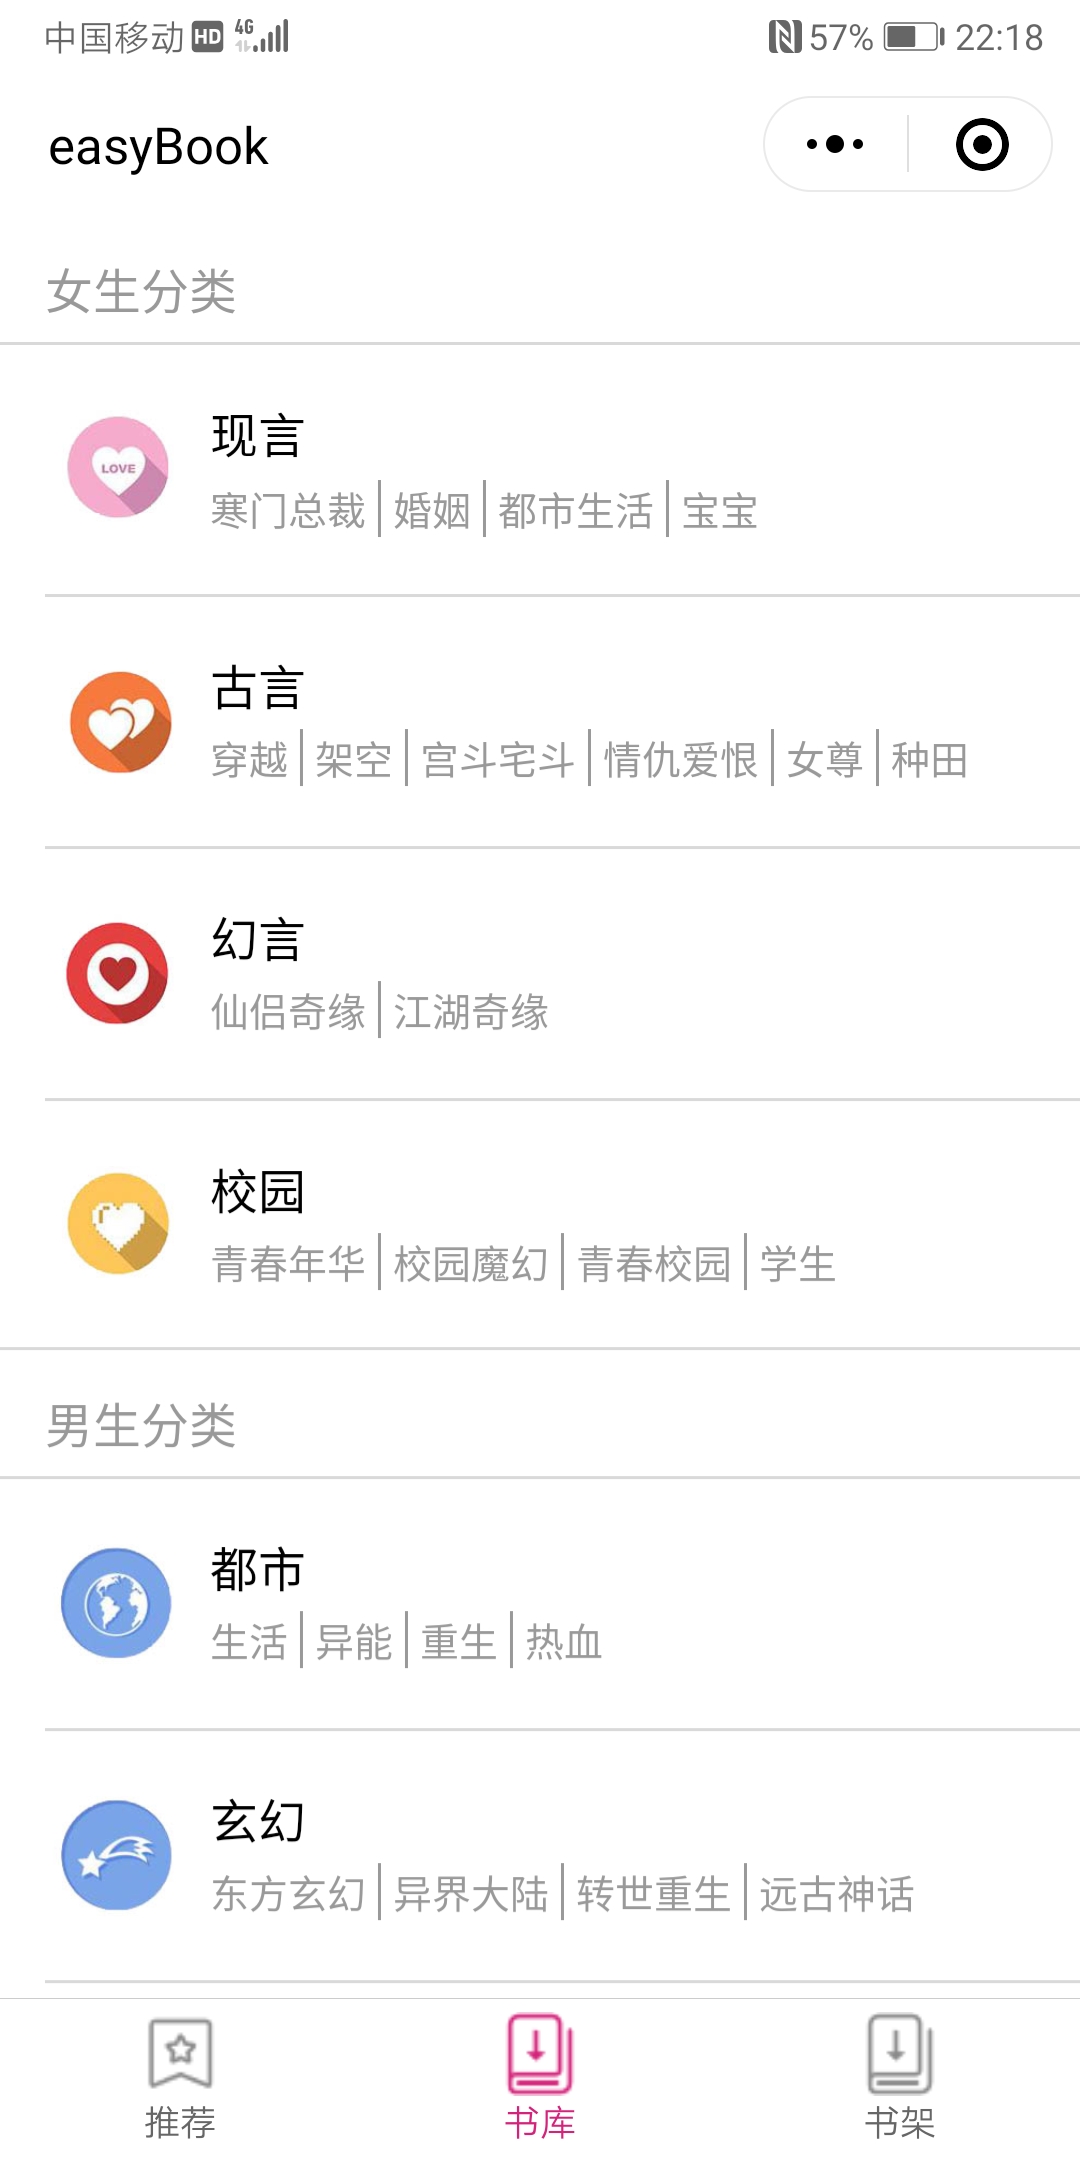 中国移动 HD 4G 57% 22:18
easyBook
女生分类
LOVE
现言
寒门总裁 | 婚姻 | 都市生活 | 宝宝
古言
穿越 | 架空 | 宫斗宅斗 | 情仇爱恨 | 女尊 | 种田
幻言
仙侣奇缘 | 江湖奇缘
校园
青春年华 | 校园魔幻 | 青春校园 | 学生
男生分类
都市
生活 | 异能 | 重生 | 热血
玄幻
东方玄幻 | 异界大陆 | 转世重生 | 远古神话
推荐 书库 书架